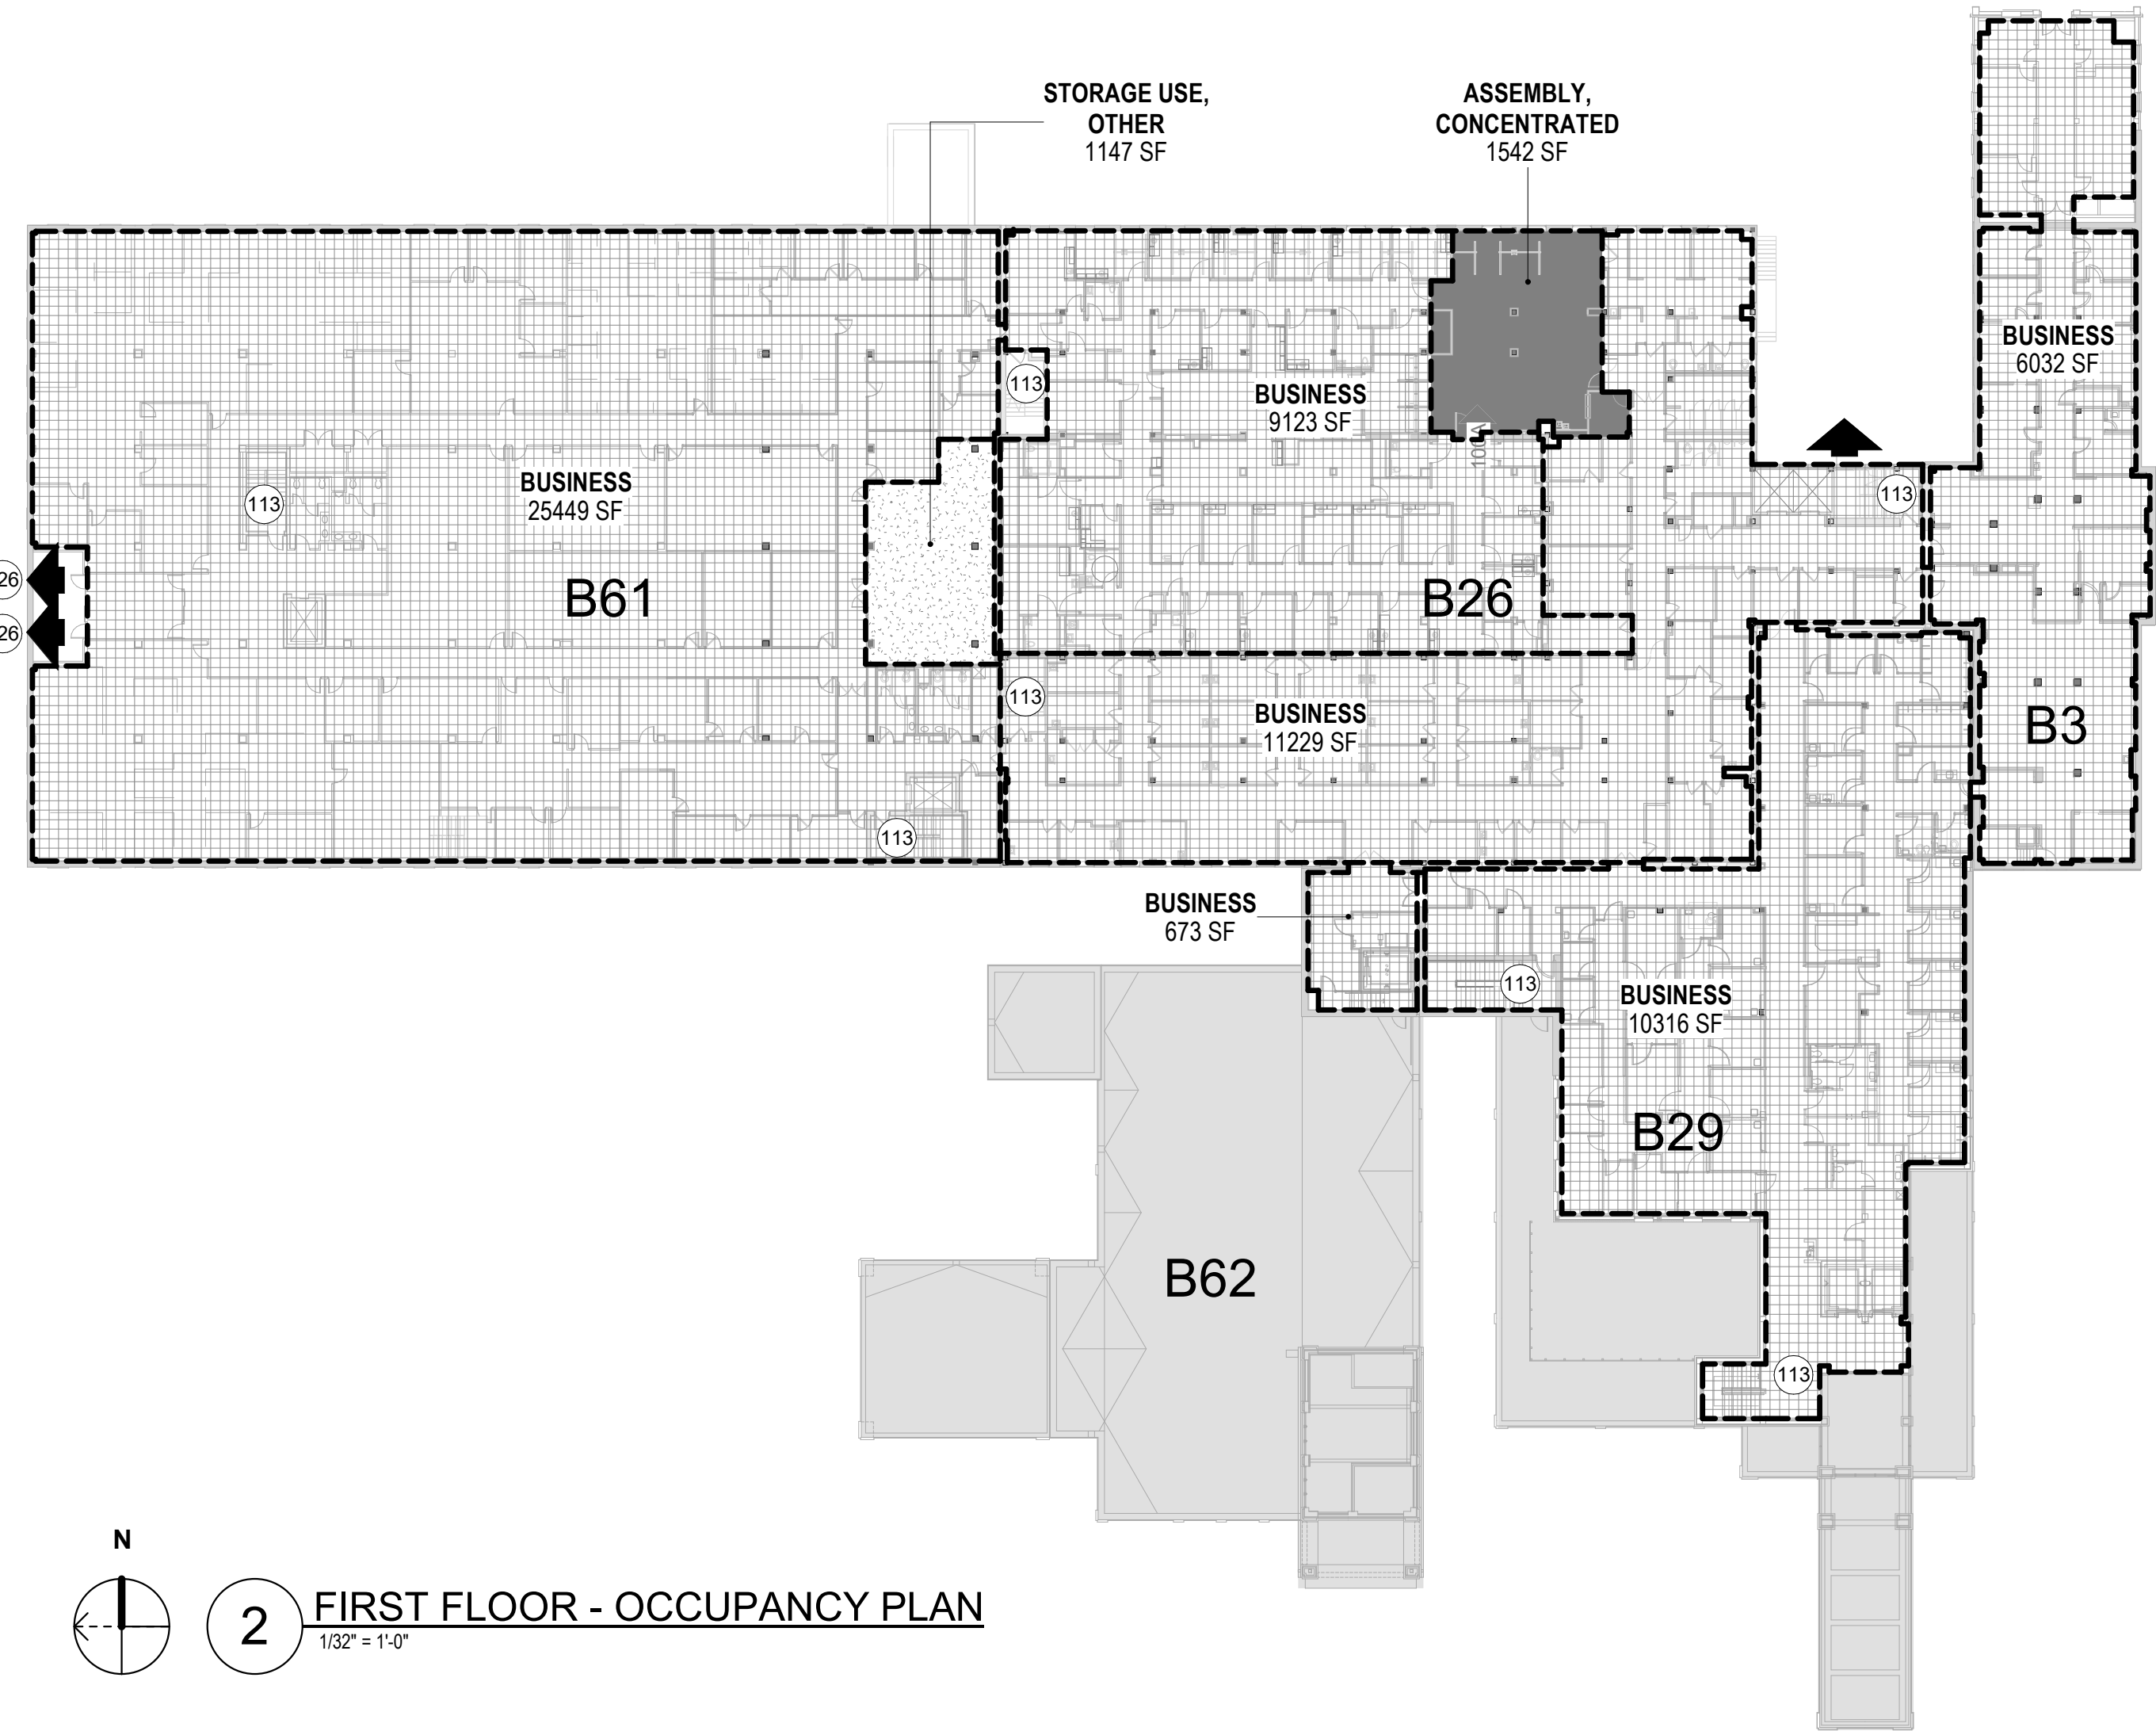 STORAGE USE,
OTHER
1147 SF
ASSEMBLY,
CONCENTRATED
1542 SF
BUSINESS
6032 SF
113
BUSINESS
9123 SF
100A
BUSINESS
25449 SF
113
113
26
26
B61
B26
113
BUSINESS
11229 SF
B3
113
BUSINESS
673 SF
113
BUSINESS
10316 SF
B29
B62
113
N
2
FIRST FLOOR - OCCUPANCY PLAN
1/32" = 1'-0"